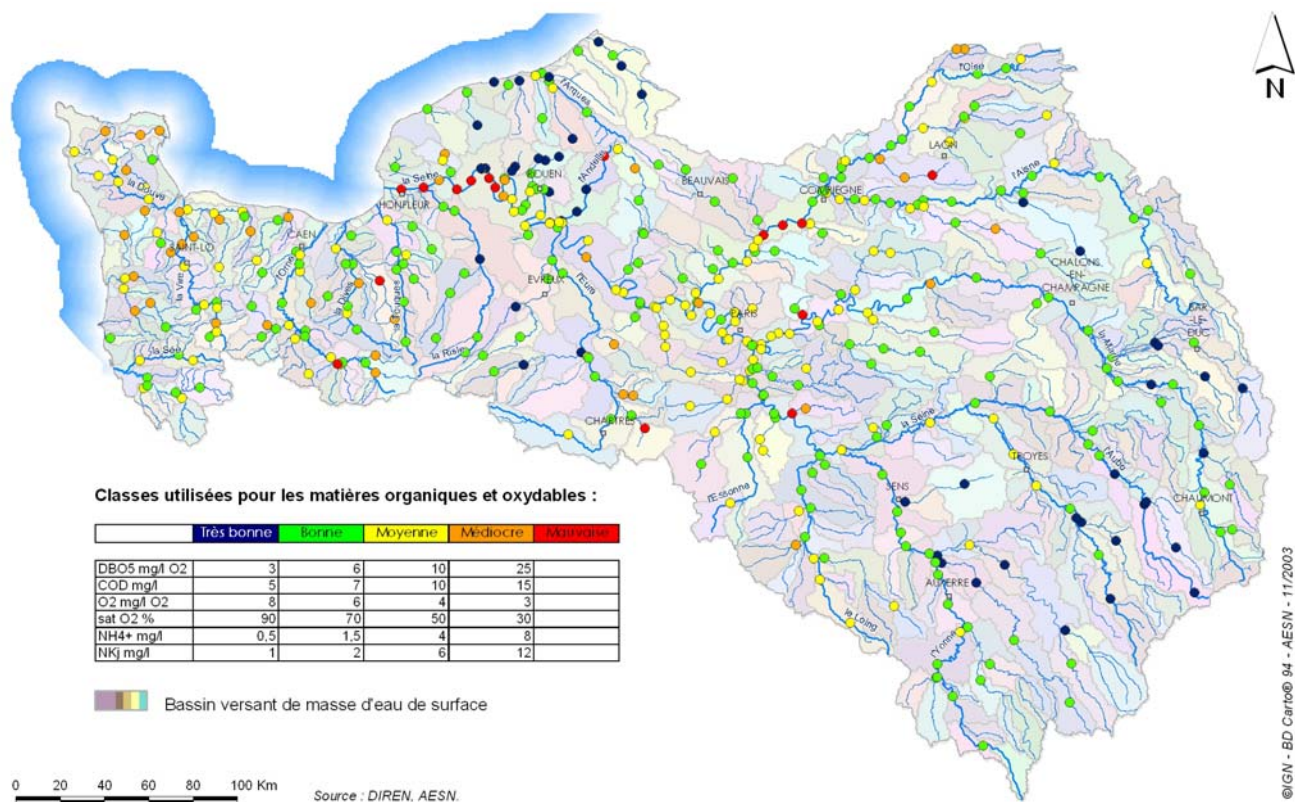 l'Oise
l'Arques
N
LAON
la Douve
la Seine
ROUEN
l'Andelle
BEAUVAIS
COMPIEGNE
l'Aisne
HONFLEUR
CAEN
SAINT-LO
l'Orne
la Vire
la Dives
la Touques
EVREUX
l'Eure
PARIS
CHALONS
-EN-
CHAMPAGNE
BAR
-LE-
DUC
la Marne
la Sée
la Risle
CHARTRES
la Seine
l'Aube
TROYES
l'Essonne
SENS
CHAUMONT
AUXERRE
le Loing
l'Yonne
Classes utilisées pour les matières organiques et oxydables :
Très bonne Bonne Moyenne Médiocre Mauvaise
DBO5 mg/l O2 3 6 10 25
COD mg/l 5 7 10 15
O2 mg/l O2 8 6 4 3
sat O2 % 90 70 50 30
NH4+ mg/l 0,5 1,5 4 8
NKj mg/l 1 2 6 12
Bassin versant de masse d'eau de surface
0 20 40 60 80 100 Km
Source : DIREN, AESN.
©IGN - BD Carto® 94 - AESN - 11/2003